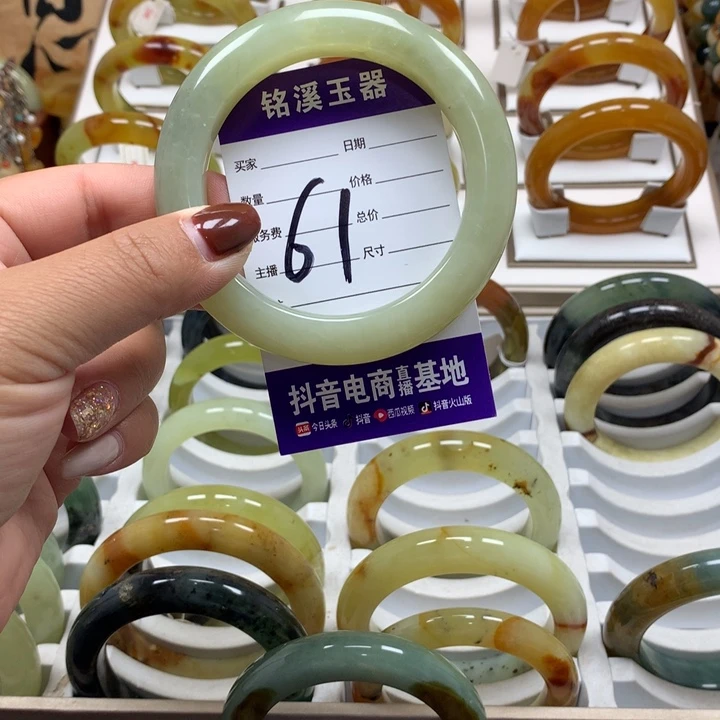 铭溪玉器
买家
日期
数量
价格
务费
总价
主播
尺寸
61
抖音电商直播基地
头条 今日头条 抖音 西瓜视频 抖音火山版